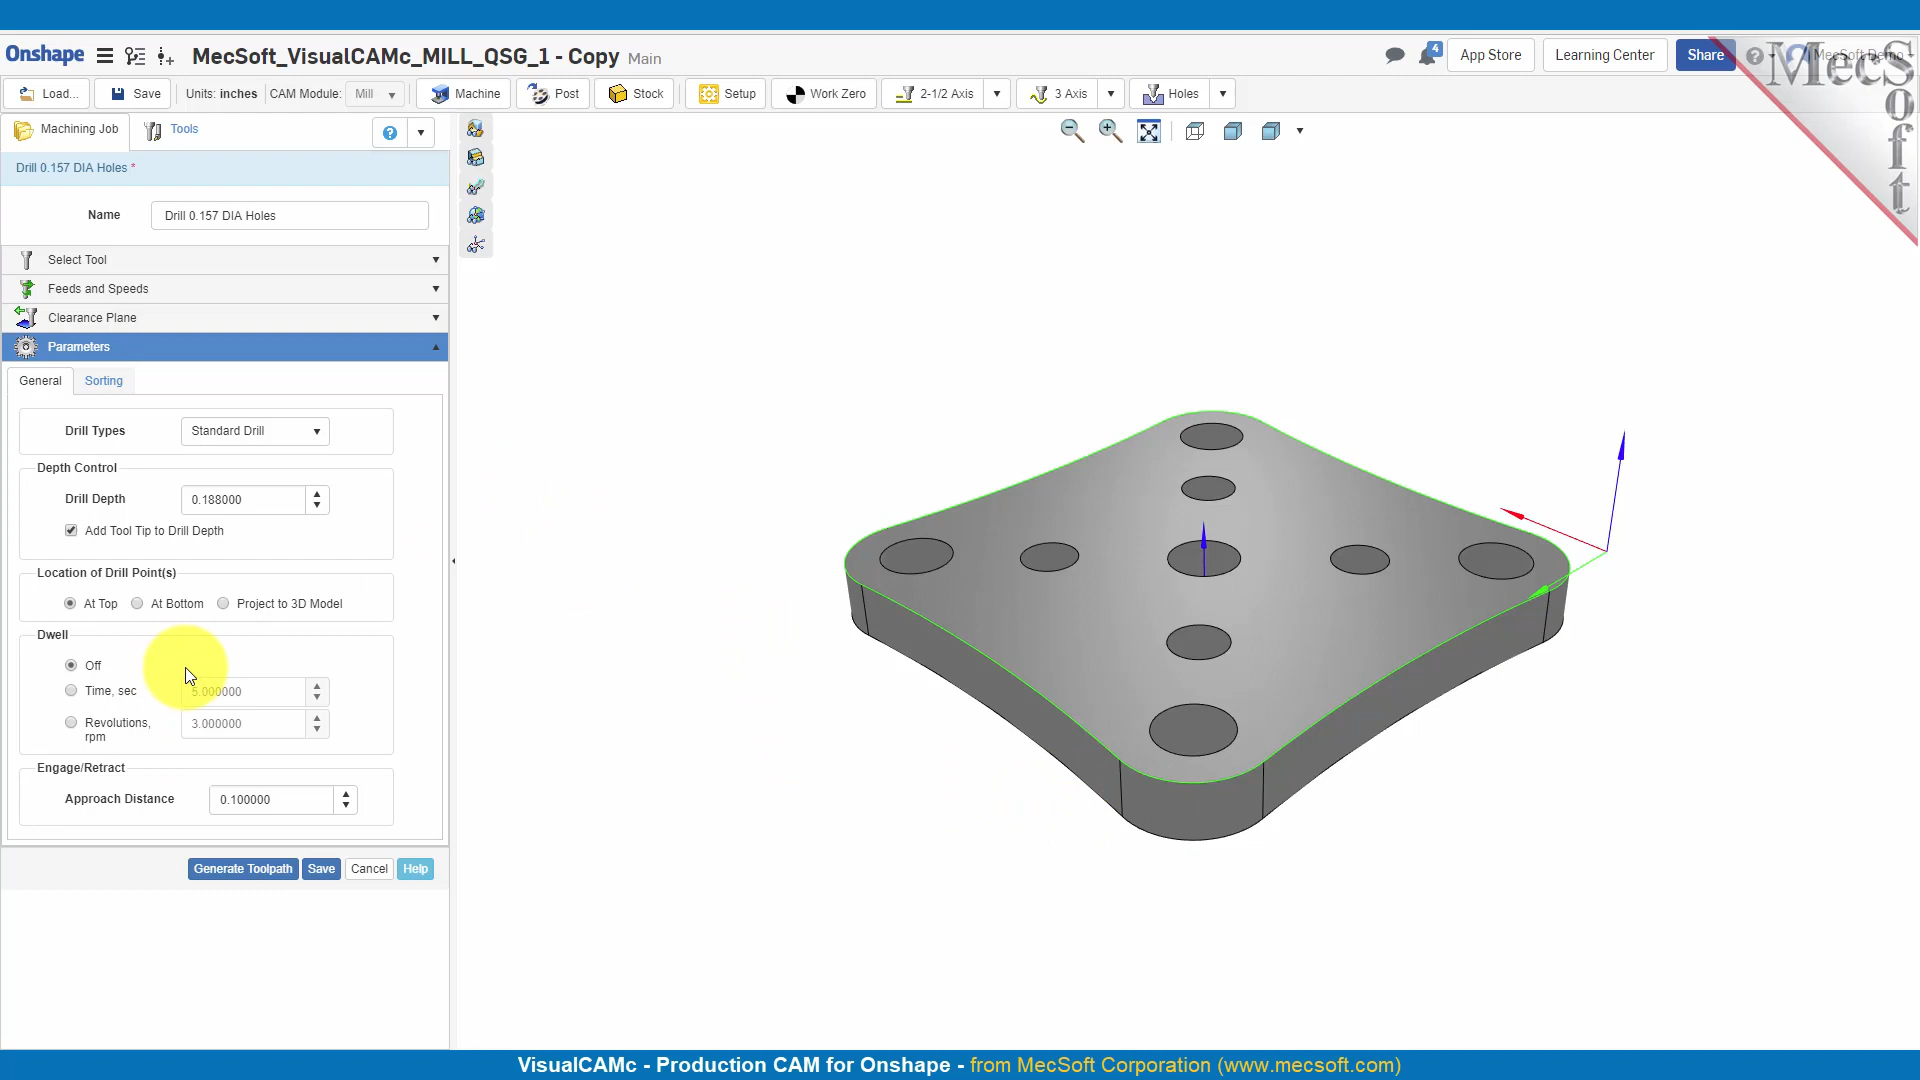 Onshape MecSoft_VisualCAMc_MILL_QSG_1 - Copy Main 4 App Store Learning Center Share MecSoft Demo
Load... Save Units: inches CAM Module: Mill Machine Post Stock Setup Work Zero 2-1/2 Axis 3 Axis Holes
MecSoft
Machining Job Tools
Drill 0.157 DIA Holes *
Name Drill 0.157 DIA Holes
Select Tool
Feeds and Speeds
Clearance Plane
Parameters
General Sorting
Drill Types Standard Drill
Depth Control
Drill Depth 0.188000
Add Tool Tip to Drill Depth
Location of Drill Point(s)
At Top At Bottom Project to 3D Model
Dwell
Off
Time, sec 5.000000
Revolutions, 3.000000
rpm
Engage/Retract
Approach Distance 0.100000
Generate Toolpath Save Cancel Help
VisualCAMc - Production CAM for Onshape - from MecSoft Corporation (www.mecsoft.com)